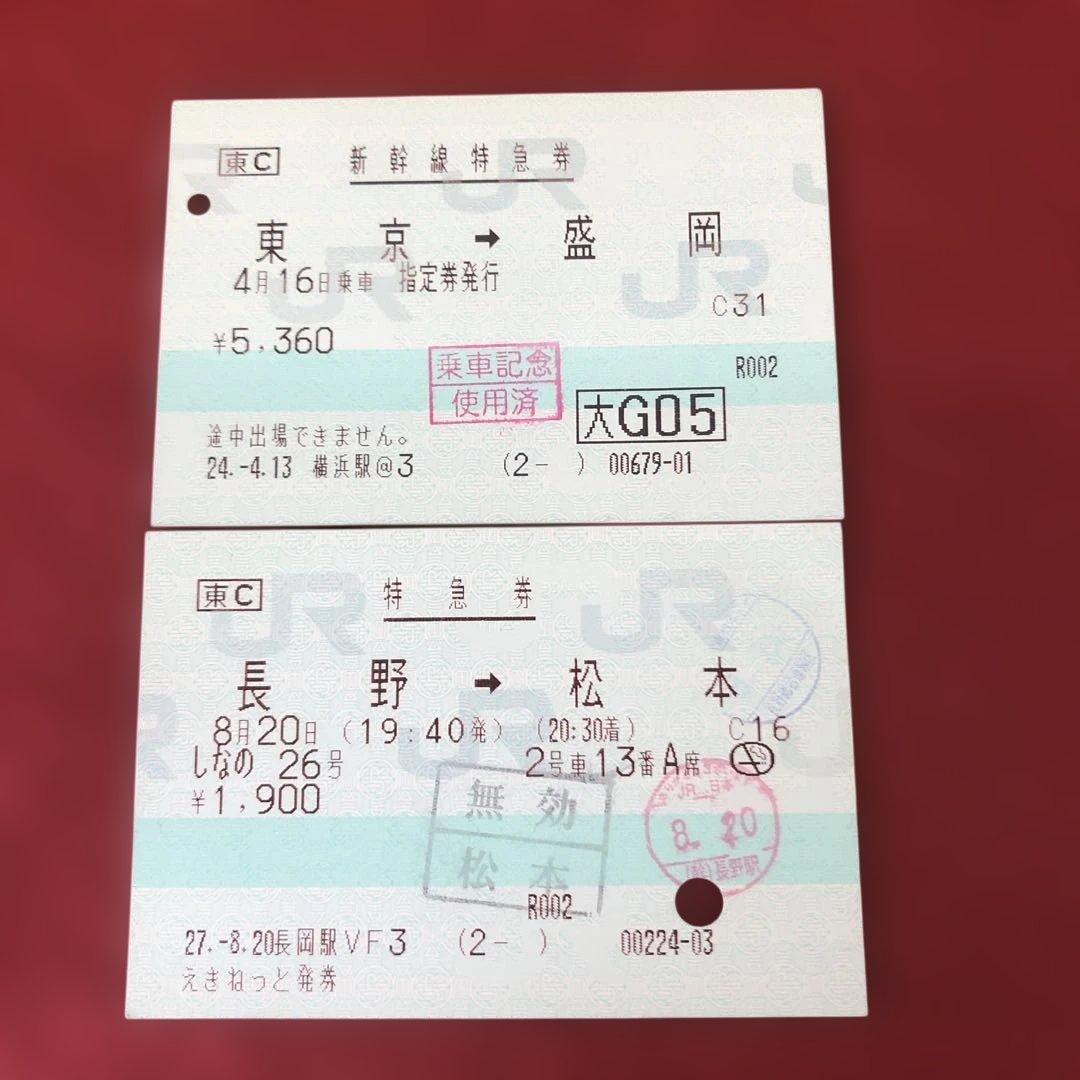 東C 新幹線特急券
東京 → 盛岡
4月16日乗車 指定券発行
C31
¥5,360
R002
乗車記念
使用済
大G05
途中出場できません。
24.-4.13 横浜駅@3 (2- ) 00679-01
東C 特急券
長野 → 松本
8月20日 (19:40発) (20:30着) C16
しなの 26号 2号車 13番 A席
¥1,900
無効
松本
8. 20
長野駅
R002
27.-8.20長岡駅VF3 (2- ) 00224-03
えきねっと発券